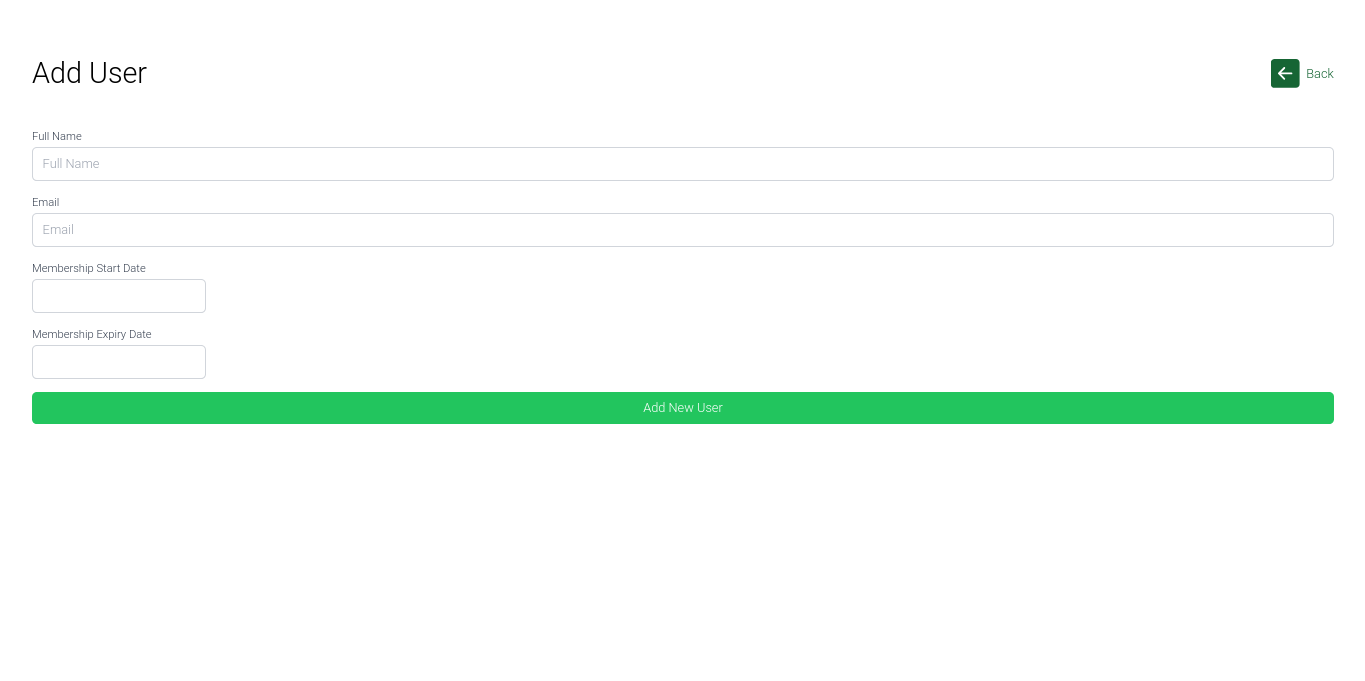 Add User
Back
Full Name
Full Name
Email
Email
Membership Start Date
Membership Expiry Date
Add New User